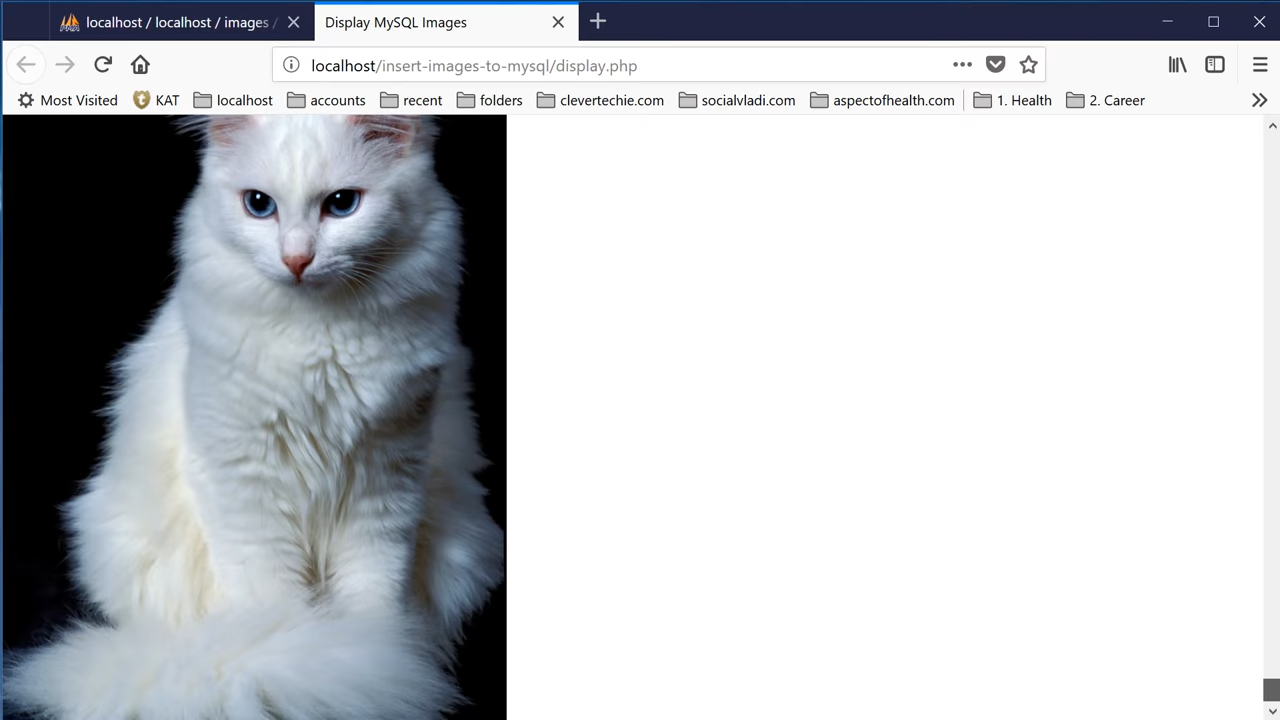 localhost / localhost / images /
Display MySQL Images
localhost/insert-images-to-mysql/display.php
Most Visited KAT localhost accounts recent folders clevertechie.com socialvladi.com aspectofhealth.com 1. Health 2. Career